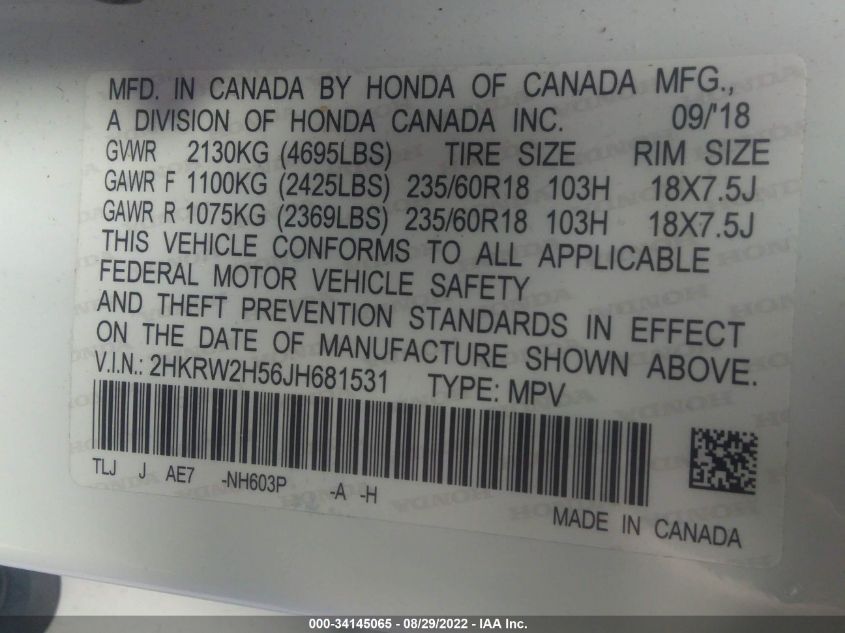 MFD. IN CANADA BY HONDA OF CANADA MFG.,
A DIVISION OF HONDA CANADA INC. 09/'18
GVWR 2130KG (4695LBS) TIRE SIZE RIM SIZE
GAWR F 1100KG (2425LBS) 235/60R18 103H 18X7.5J
GAWR R 1075KG (2369LBS) 235/60R18 103H 18X7.5J
THIS VEHICLE CONFORMS TO ALL APPLICABLE
FEDERAL MOTOR VEHICLE SAFETY
AND THEFT PREVENTION STANDARDS IN EFFECT
ON THE DATE OF MANUFACTURE SHOWN ABOVE.
V.I.N.: 2HKRW2H56JH681531 TYPE: MPV
TLJ J AE7 -NH603P -A -H
MADE IN CANADA
000-34145065 - 08/29/2022 - IAA Inc.